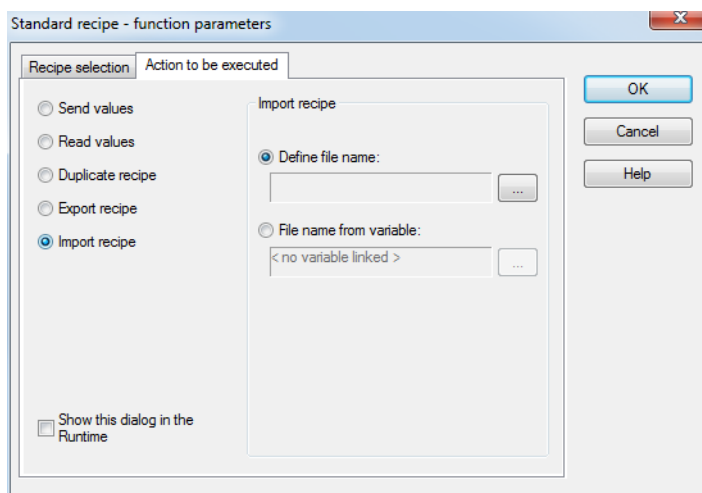 Standard recipe - function parameters
X
Recipe selection
Action to be executed
Send values
Read values
Duplicate recipe
Export recipe
Import recipe
Show this dialog in the
Runtime
Import recipe
Define file name:
...
File name from variable:
< no variable linked >
...
OK
Cancel
Help